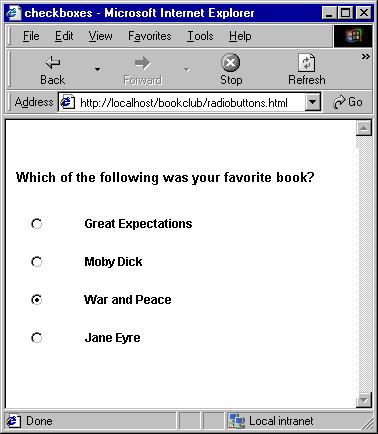 checkboxes - Microsoft Internet Explorer
File Edit View Favorites Tools Help
Back Forward Stop Refresh
Address http://localhost/bookclub/radiobuttons.html Go
Which of the following was your favorite book?
Great Expectations
Moby Dick
War and Peace
Jane Eyre
Done Local intranet